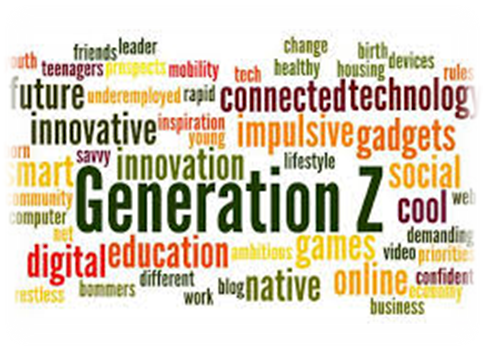 friends leader change birth devices
outh teenagers prospects mobility tech healthy housing rules
future underemployed rapid connected technology
innovative inspiration young impulsive gadgets
orn savvy innovation lifestyle social
smart
ommunity Generation Z cool web
computer
net demanding
digital education ambitions games video priorities
restless bommers different work blog native online confident
economy
business